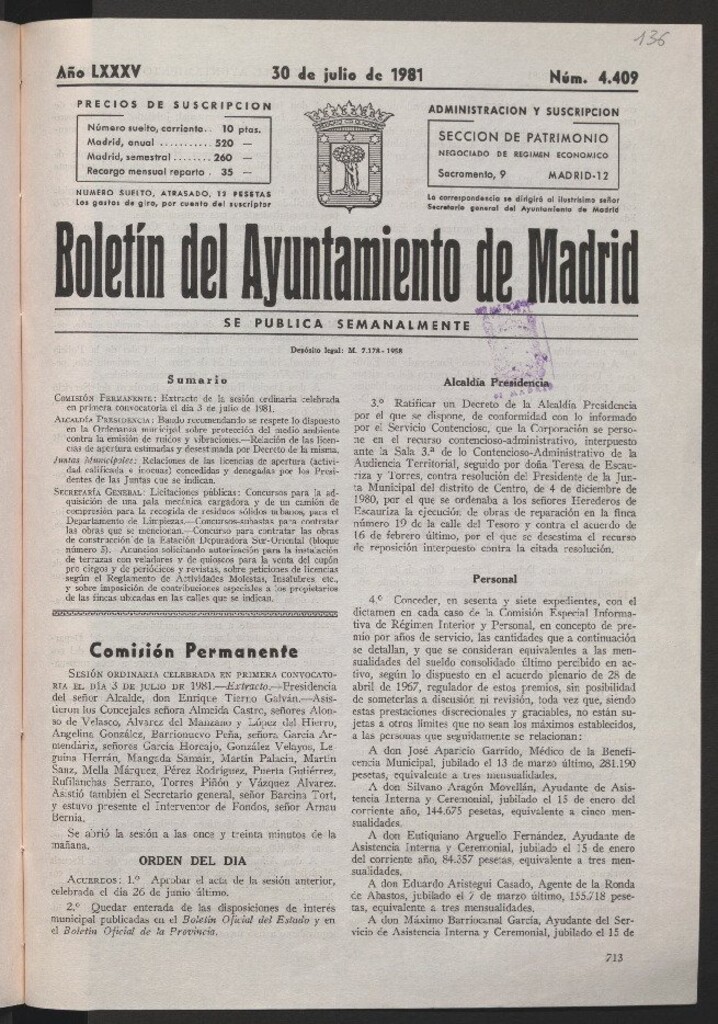 136
Año LXXXV 30 de julio de 1981 Núm. 4.409
PRECIOS DE SUSCRIPCION
Número suelto, corriente.. 10 ptas.
Madrid, anual .......... 520 —
Madrid, semestral ........ 260 —
Recargo mensual reparto . 35 —
NUMERO SUELTO, ATRASADO, 12 PESETAS
Los gastos de giro, por cuenta del suscriptor
ADMINISTRACION Y SUSCRIPCION
SECCION DE PATRIMONIO
NEGOCIADO DE REGIMEN ECONOMICO
Sacramento, 9 MADRID-12
La correspondencia se dirigirá al ilustrísimo señor
Secretario general del Ayuntamiento de Madrid
Boletín del Ayuntamiento de Madrid
SE PUBLICA SEMANALMENTE
Depósito legal: M. 7.178-1958
Sumario
COMISIÓN PERMANENTE: Extracto de la sesión ordinaria celebrada
en primera convocatoria el día 3 de julio de 1981.
ALCALDÍA PRESIDENCIA: Bando recomendando se respete lo dispuesto
en la Ordenanza municipal sobre protección del medio ambiente
contra la emisión de ruidos y vibraciones.—Relación de las licen-
cias de apertura estimadas y desestimada por Decreto de la misma.
Juntas Municipales: Relaciones de las licencias de apertura (activi-
dad calificada e inocua) concedidas y denegadas por los Presi-
dentes de las Juntas que se indican.
SECRETARÍA GENERAL: Licitaciones públicas: Concursos para la ad-
quisición de una pala mecánica cargadora y de un camión de
compresión para la recogida de residuos sólidos urbanos, para el
Departamento de Limpiezas.—Concursos-subastas para contratar
las obras que se mencionan.—Concurso para contratar las obras
de construcción de la Estación Depuradora Sur-Oriental (bloque
número 5). Anuncios solicitando autorización para la instalación
de terrazas con veladores y de quioscos para la venta del cupón
pro ciegos y de periódicos y revistas, sobre peticiones de licencias
según el Reglamento de Actividades Molestas, Insalubres, etc.,
y sobre imposición de contribuciones especiales a los propietarios
de las fincas ubicadas en las calles que se indican.
Comisión Permanente
SESIÓN ORDINARIA CELEBRADA EN PRIMERA CONVOCATO-
RIA EL DÍA 3 DE JULIO DE 1981.—Extracto.—Presidencia
del señor Alcalde, don Enrique Tierno Galván.—Asis-
tieron los Concejales señora Almeida Castro, señores Alon-
so de Velasco, Alvarez del Manzano y López del Hierro,
Angelina González, Barrionuevo Peña, señora García Ar-
mendáriz, señores García Horcajo, González Velayos, Le-
guina Herrán, Mangada Samaín, Martín Palacín, Martín
Sanz, Mella Márquez, Pérez Rodríguez, Puerta Gutiérrez,
Rufilanchas Serrano, Torres Piñón y Vázquez Alvarez.
Asistió también el Secretario general, señor Barcina Tort,
y estuvo presente el Interventor de Fondos, señor Arnau
Bernia.
Se abrió la sesión a las once y treinta minutos de la
mañana.
ORDEN DEL DIA
ACUERDOS: 1.º Aprobar el acta de la sesión anterior,
celebrada el día 26 de junio último.
2.º Quedar enterada de las disposiciones de interés
municipal publicadas en el Boletín Oficial del Estado y en
el Boletín Oficial de la Provincia.
Alcaldía Presidencia
3.º Ratificar un Decreto de la Alcaldía Presidencia
por el que se dispone, de conformidad con lo informado
por el Servicio Contencioso, que la Corporación se perso-
ne en el recurso contencioso-administrativo, interpuesto
ante la Sala 3.ª de lo Contencioso-Administrativo de la
Audiencia Territorial, seguido por doña Teresa de Escau-
riza y Torres, contra resolución del Presidente de la Jun-
ta Municipal del distrito de Centro, de 4 de diciembre de
1980, por el que se ordenaba a los señores Herederos de
Escauriza la ejecución de obras de reparación en la finca
número 19 de la calle del Tesoro y contra el acuerdo de
16 de febrero último, por el que se desestima el recurso
de reposición interpuesto contra la citada resolución.
Personal
4.º Conceder, en sesenta y siete expedientes, con el
dictamen en cada caso de la Comisión Especial Informa-
tiva de Régimen Interior y Personal, en concepto de pre-
mio por años de servicio, las cantidades que a continuación
se detallan, y que se consideran equivalentes a las men-
sualidades del sueldo consolidado último percibido en ac-
tivo, según lo dispuesto en el acuerdo plenario de 28 de
abril de 1967, regulador de estos premios, sin posibilidad
de someterlas a discusión ni revisión, toda vez que, siendo
estas prestaciones discrecionales y graciables, no están su-
jetas a otros límites que no sean los máximos establecidos,
a las personas que seguidamente se relacionan:
A don José Aparicio Garrido, Médico de la Benefi-
cencia Municipal, jubilado el 13 de marzo último, 281.190
pesetas, equivalente a tres mensualidades.
A don Silvano Aragón Movellán, Ayudante de Asis-
tencia Interna y Ceremonial, jubilado el 15 de enero del
corriente año, 144.675 pesetas, equivalente a cinco men-
sualidades.
A don Eutiquiano Arguello Fernández, Ayudante de
Asistencia Interna y Ceremonial, jubilado el 15 de enero
del corriente año, 84.357 pesetas, equivalente a tres men-
sualidades.
A don Eduardo Aristegui Casado, Agente de la Ronda
de Abastos, jubilado el 7 de marzo último, 155.718 pese-
tas, equivalente a tres mensualidades.
A don Máximo Barriocanal García, Ayudante del Ser-
vicio de Asistencia Interna y Ceremonial, jubilado el 15 de
713